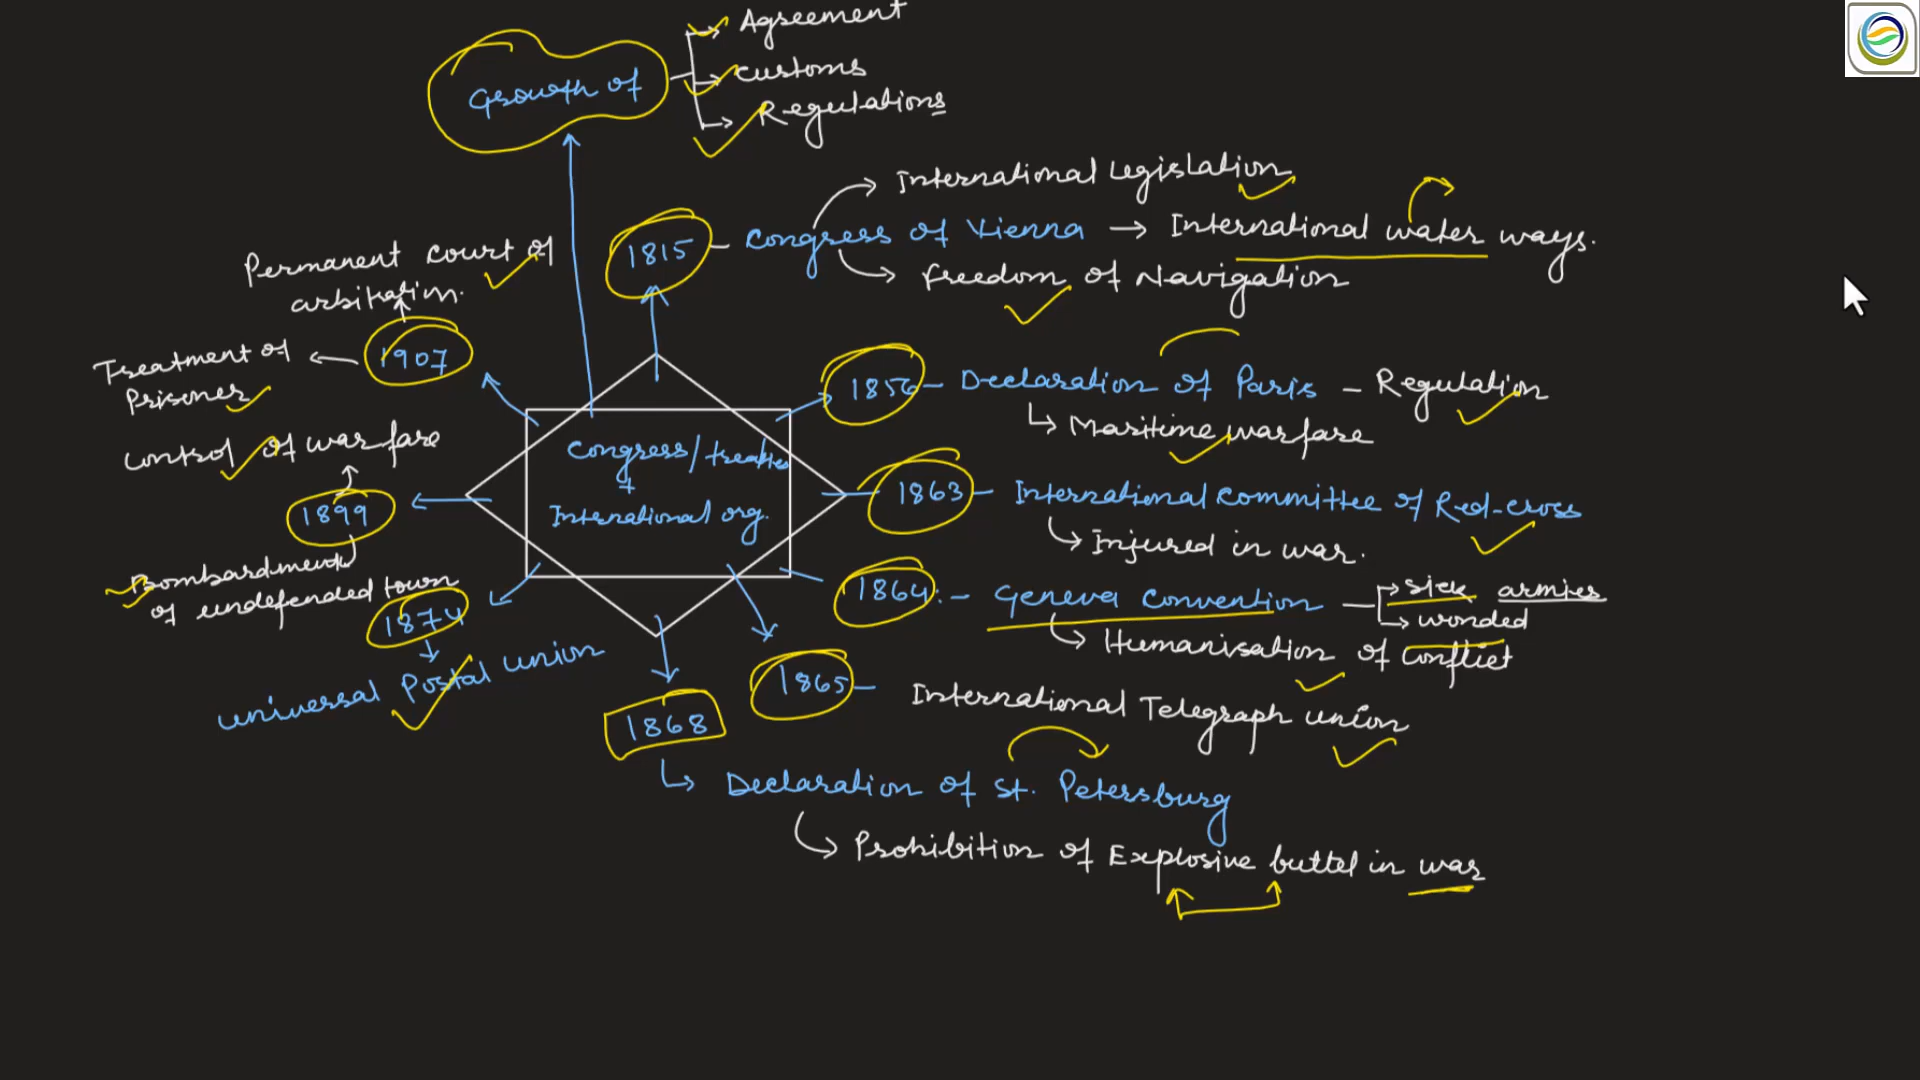 Growth of
Agreement
Customs
Regulations
1815 - Congress of Vienna → International water ways.
International Legislation
Freedom of Navigation
1856 - Declaration of Paris - Regulation
Maritime warfare
1863 - International Committee of Red-cross
Injured in war.
1864: - Geneva Convention
sick armies
wonded
Humanisation of Conflict
1865 - International Telegraph union
1868
Declaration of St. Petersburg
Prohibition of Explosive buttel in war
1874
Universal Postal union
1899
Control of war fare
Bombardment
of undefended town
1907
Permanent court of
arbitration.
Treatment of
Prisoner
Congress/treaties
+
International org.